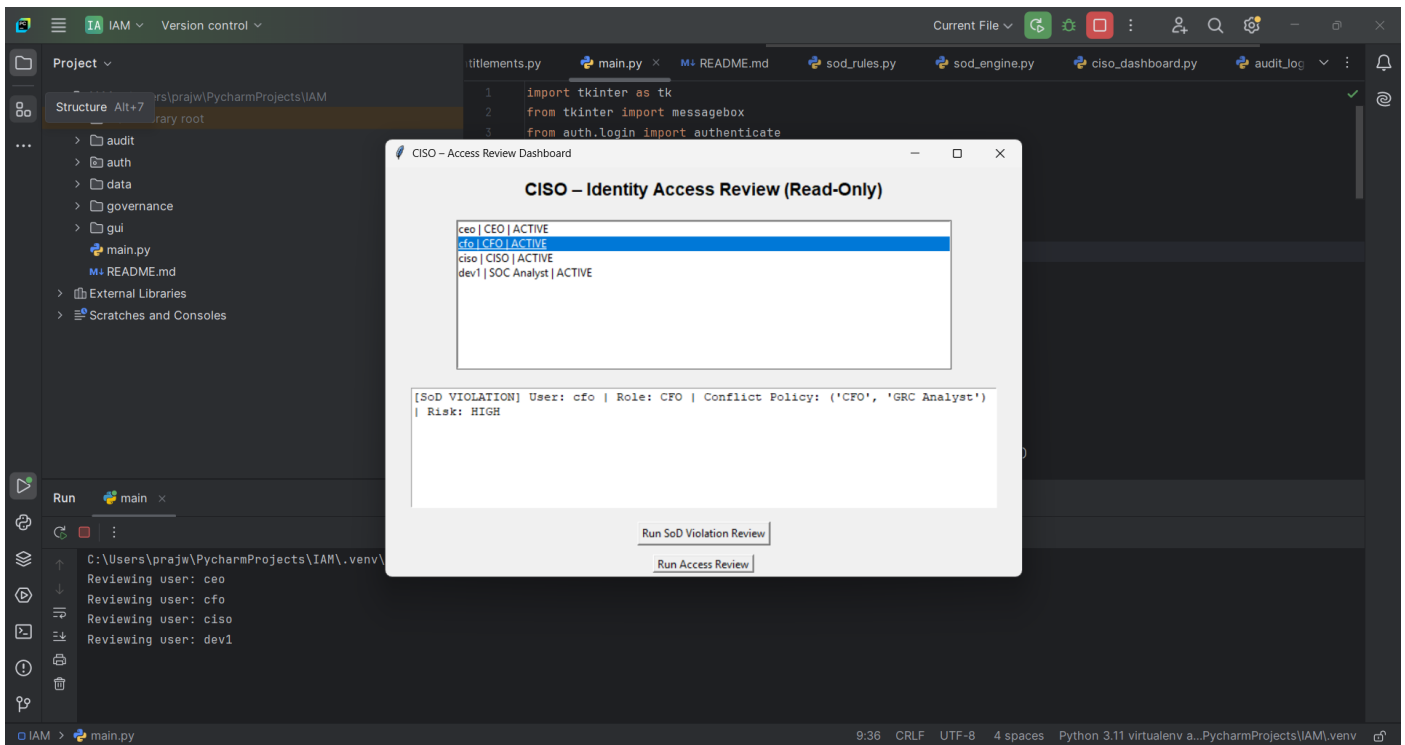 IA IAM Version control Current File
Project
titlements.py main.py README.md sod_rules.py sod_engine.py ciso_dashboard.py audit_log
rs\prajw\PycharmProjects\IAM
Structure Alt+7
rary root
audit
auth
data
governance
gui
main.py
README.md
External Libraries
Scratches and Consoles
1 import tkinter as tk
2 from tkinter import messagebox
3 from auth.login import authenticate
CISO – Access Review Dashboard
CISO – Identity Access Review (Read-Only)
ceo | CEO | ACTIVE
cfo | CFO | ACTIVE
ciso | CISO | ACTIVE
dev1 | SOC Analyst | ACTIVE
[SoD VIOLATION] User: cfo | Role: CFO | Conflict Policy: ('CFO', 'GRC Analyst')
| Risk: HIGH
Run SoD Violation Review
Run Access Review
Run main
C:\Users\prajw\PycharmProjects\IAM\.venv\
Reviewing user: ceo
Reviewing user: cfo
Reviewing user: ciso
Reviewing user: dev1
IAM > main.py 9:36 CRLF UTF-8 4 spaces Python 3.11 virtualenv a...PycharmProjects\IAM\.venv